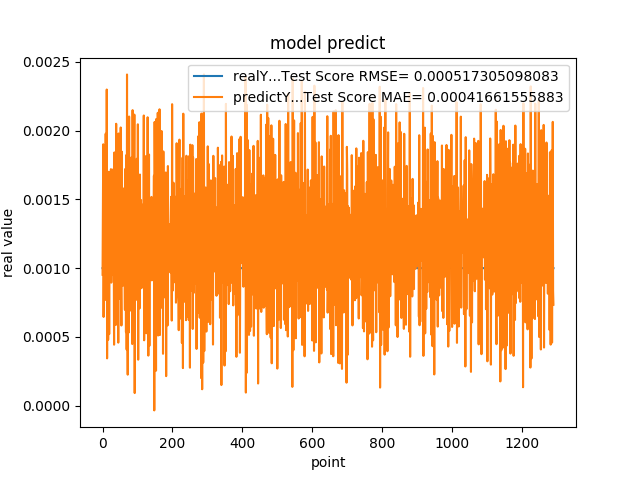 model predict
realY...Test Score RMSE= 0.000517305098083
predictY...Test Score MAE= 0.00041661555883
0.0025
0.0020
0.0015
0.0010
0.0005
0.0000
real value
0 200 400 600 800 1000 1200
point